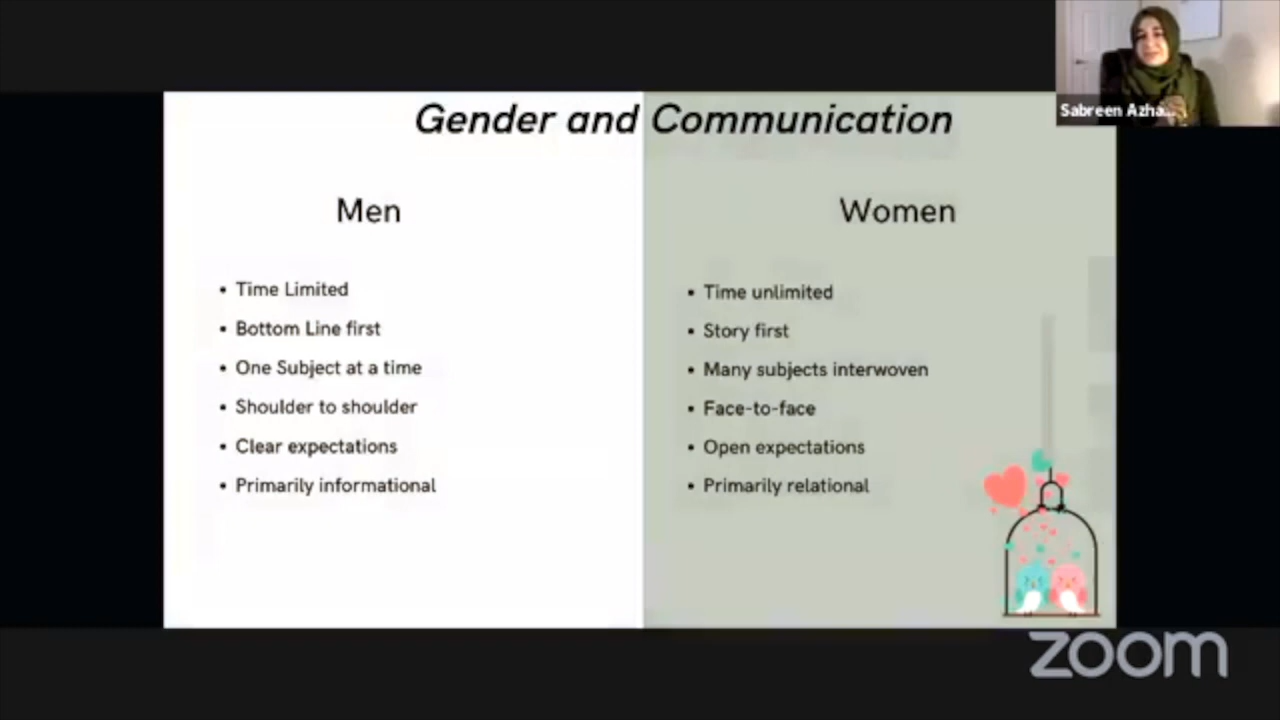 Sabreen Azha...
Gender and Communication
Men
• Time Limited
• Bottom Line first
• One Subject at a time
• Shoulder to shoulder
• Clear expectations
• Primarily informational
Women
• Time unlimited
• Story first
• Many subjects interwoven
• Face-to-face
• Open expectations
• Primarily relational
zoom